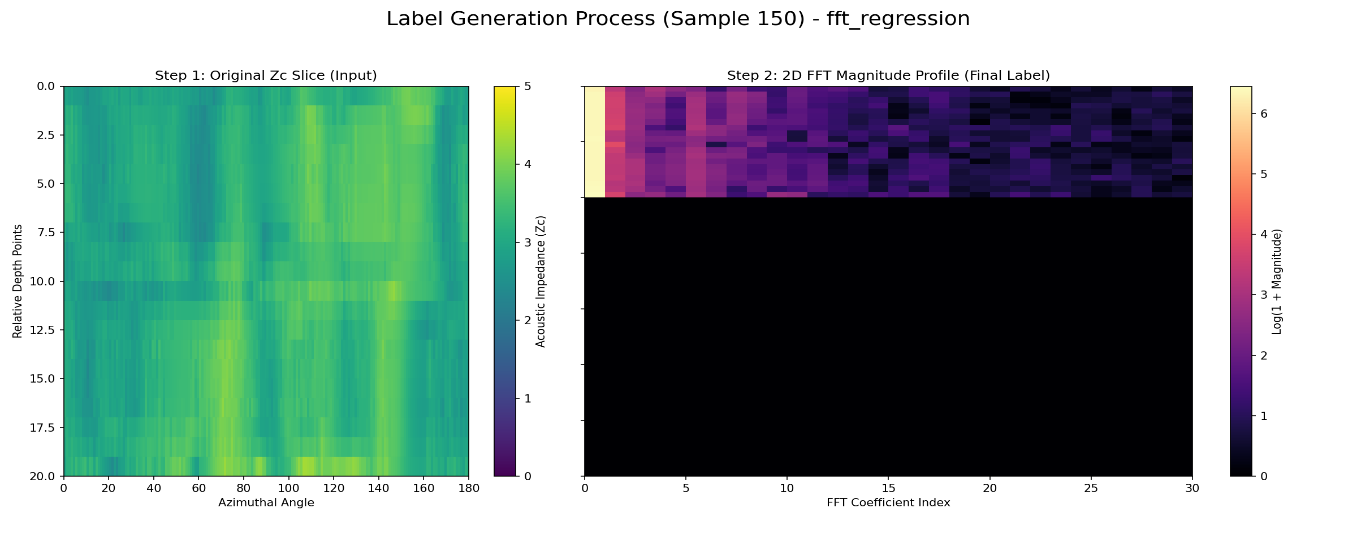 Label Generation Process (Sample 150) - fft_regression
Step 1: Original Zc Slice (Input)
Step 2: 2D FFT Magnitude Profile (Final Label)
0.0
2.5
5.0
7.5
10.0
12.5
15.0
17.5
20.0
Relative Depth Points
0 20 40 60 80 100 120 140 160 180
Azimuthal Angle
5
4
3
2
1
0
Acoustic Impedance (Zc)
0 5 10 15 20 25 30
FFT Coefficient Index
6
5
4
3
2
1
0
Log(1 + Magnitude)